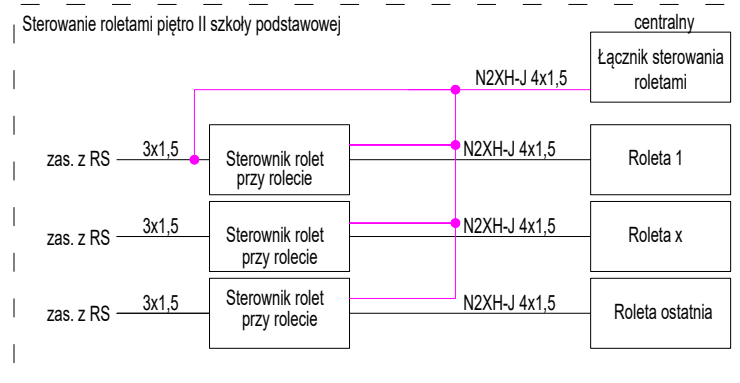 Sterowanie roletami piętro II szkoły podstawowej
centralny
Łącznik sterowania
roletami
N2XH-J 4x1,5
zas. z RS
3x1,5
Sterownik rolet
przy rolecie
N2XH-J 4x1,5
Roleta 1
zas. z RS
3x1,5
Sterownik rolet
przy rolecie
N2XH-J 4x1,5
Roleta x
zas. z RS
3x1,5
Sterownik rolet
przy rolecie
N2XH-J 4x1,5
Roleta ostatnia